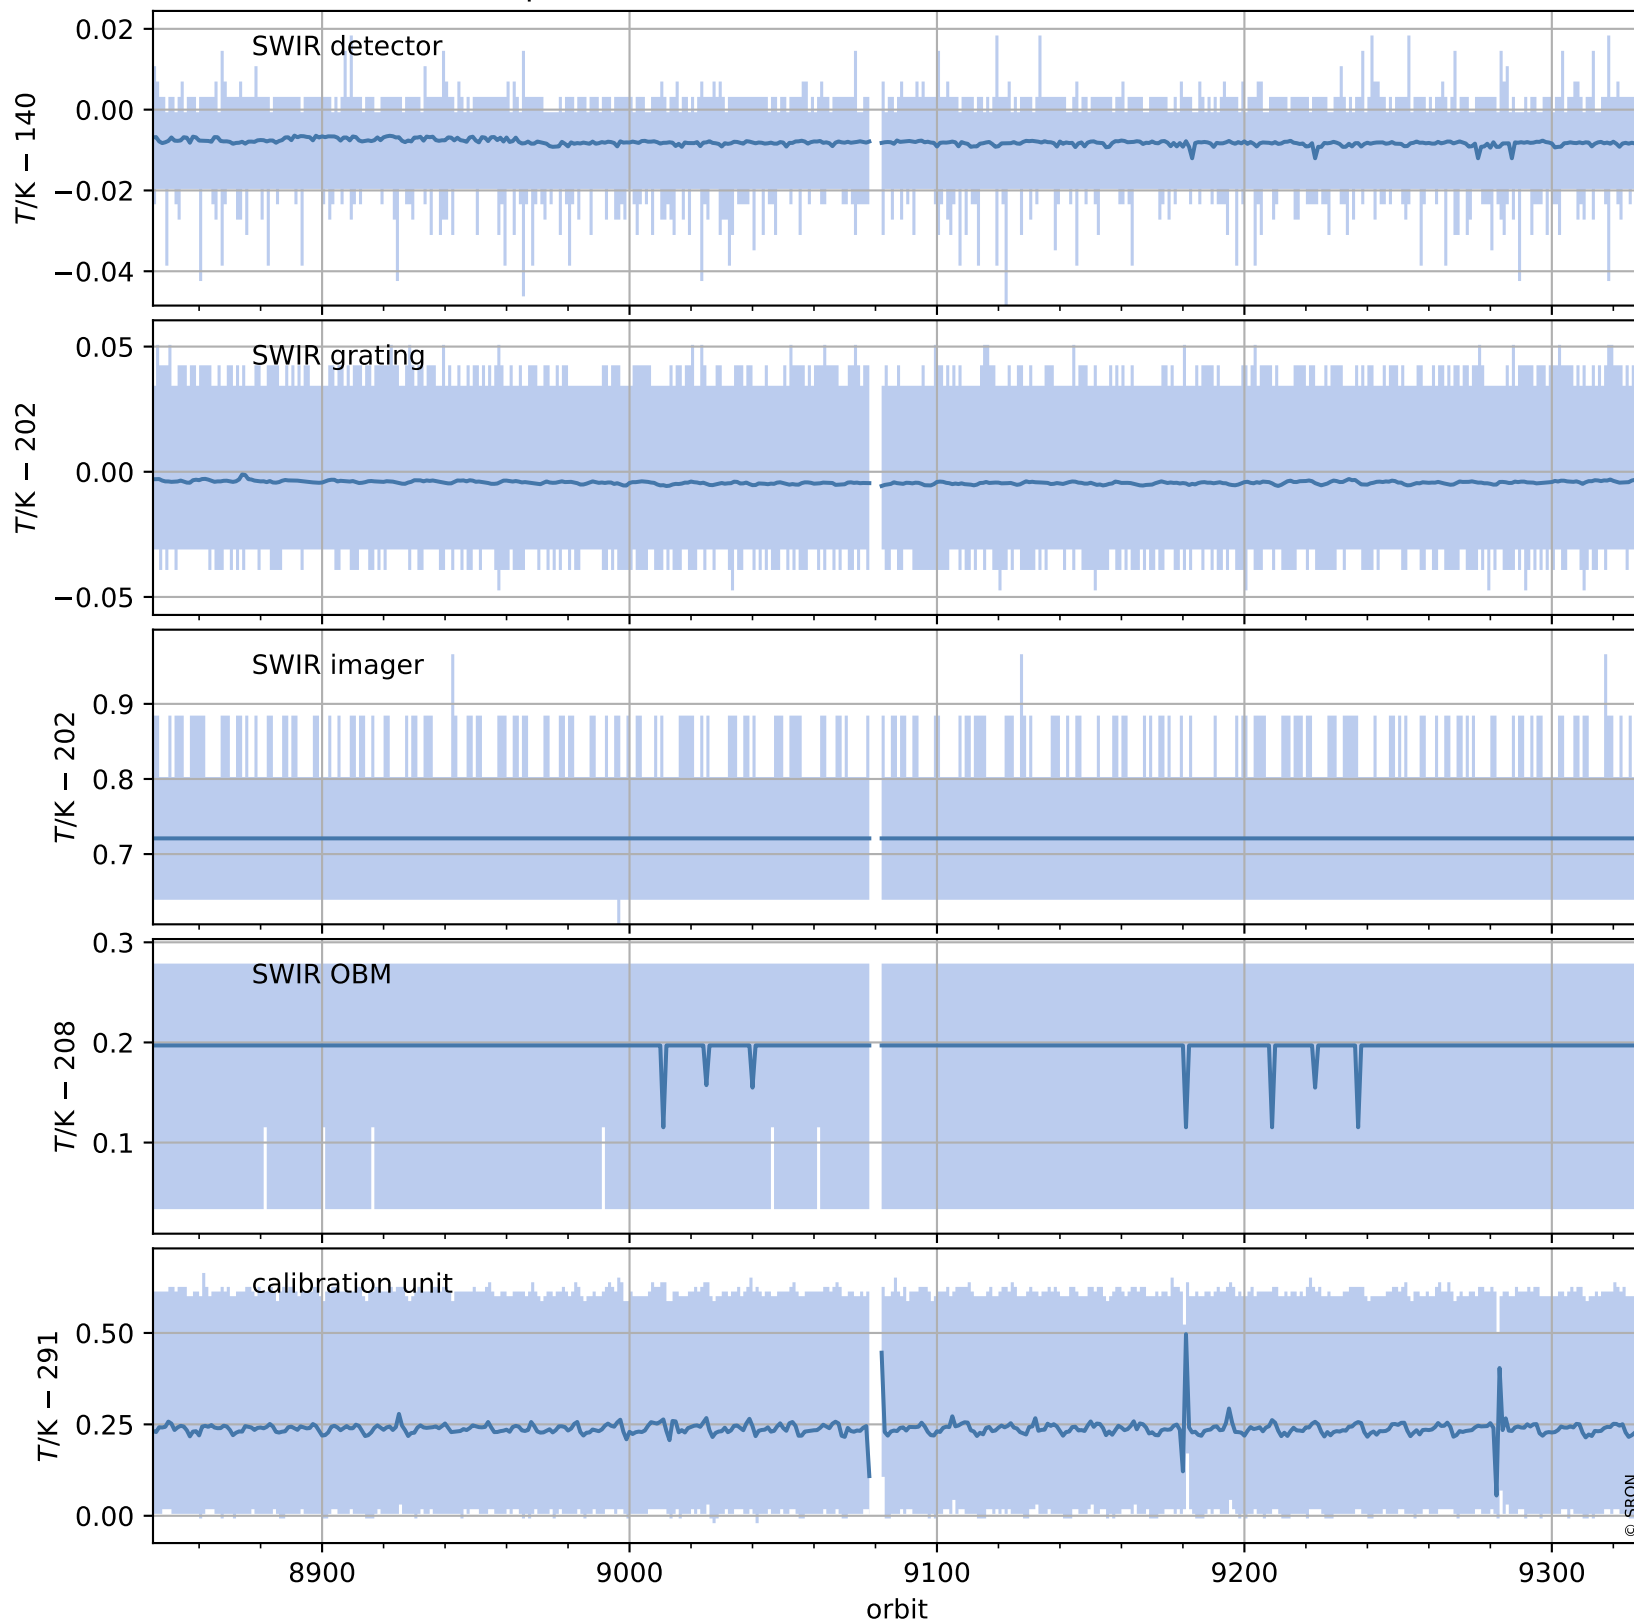 SWIR detector
T/K − 140
0.02
0.00
−0.02
−0.04
SWIR grating
T/K − 202
0.05
0.00
−0.05
SWIR imager
T/K − 202
0.9
0.8
0.7
SWIR OBM
T/K − 208
0.3
0.2
0.1
calibration unit
T/K − 291
0.50
0.25
0.00
8900
9000
9100
9200
9300
orbit
© SRON